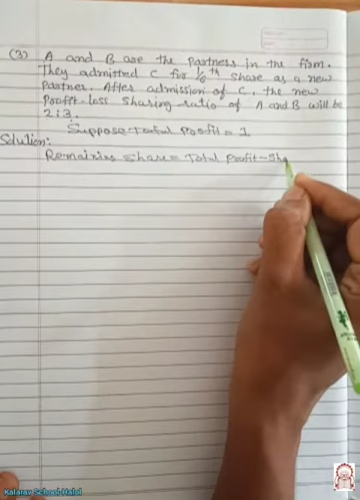 (3) A and B are the Partners in the firm.
They admitted C for 1/6th share as a new
Partner. After admission of C, the new
Profit-loss sharing ratio of A and B will be
2:3.
Suppose Total Profit = 1
Solution:
Remaining share = Total Profit - Sha
Kalarav School Halol